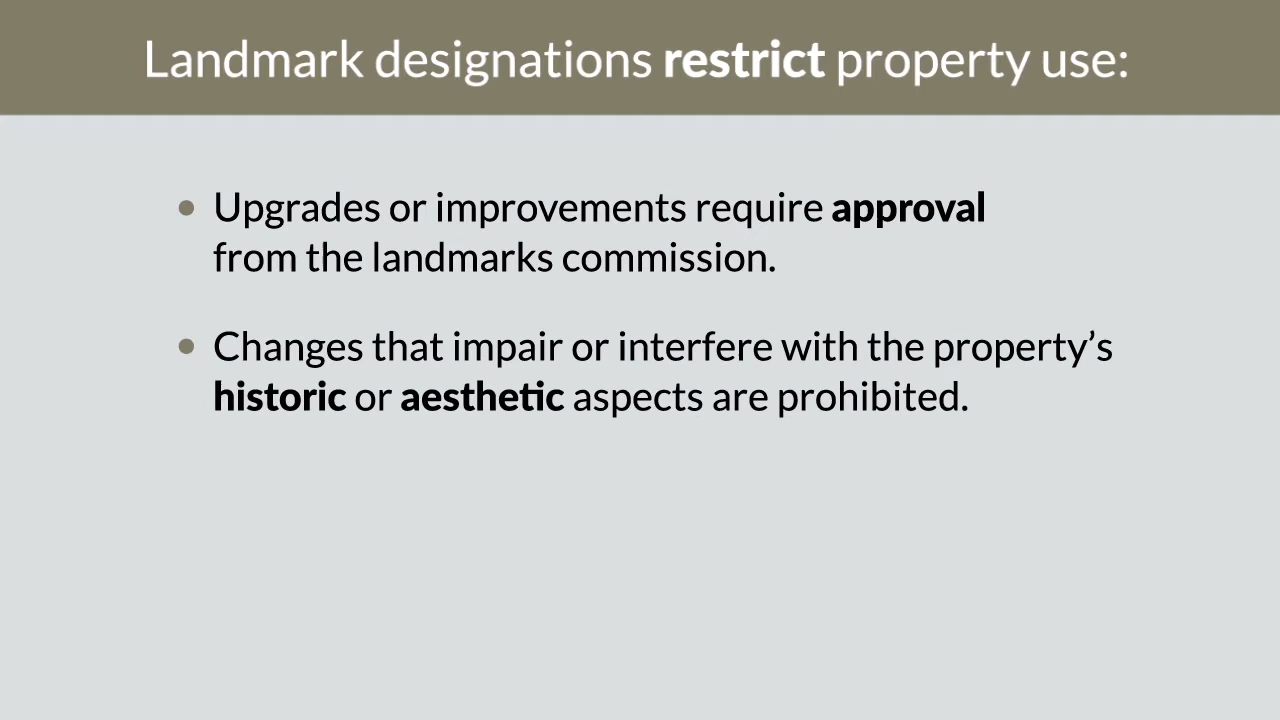 Landmark designations restrict property use:
• Upgrades or improvements require approval
from the landmarks commission.
• Changes that impair or interfere with the property’s
historic or aesthetic aspects are prohibited.